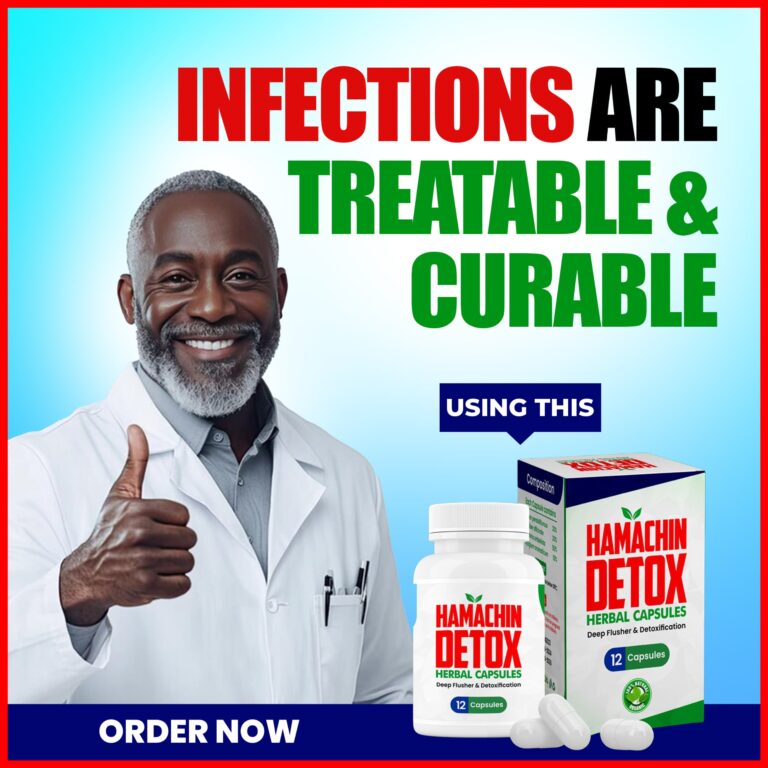 INFECTIONS ARE
TREATABLE &
CURABLE
USING THIS
Composition
HAMACHIN
DETOX
HERBAL CAPSULES
Deep Flusher & Detoxification
12 Capsules
HAMACHIN
DETOX
HERBAL CAPSULES
Deep Flusher & Detoxification
12 Capsules
ORDER NOW